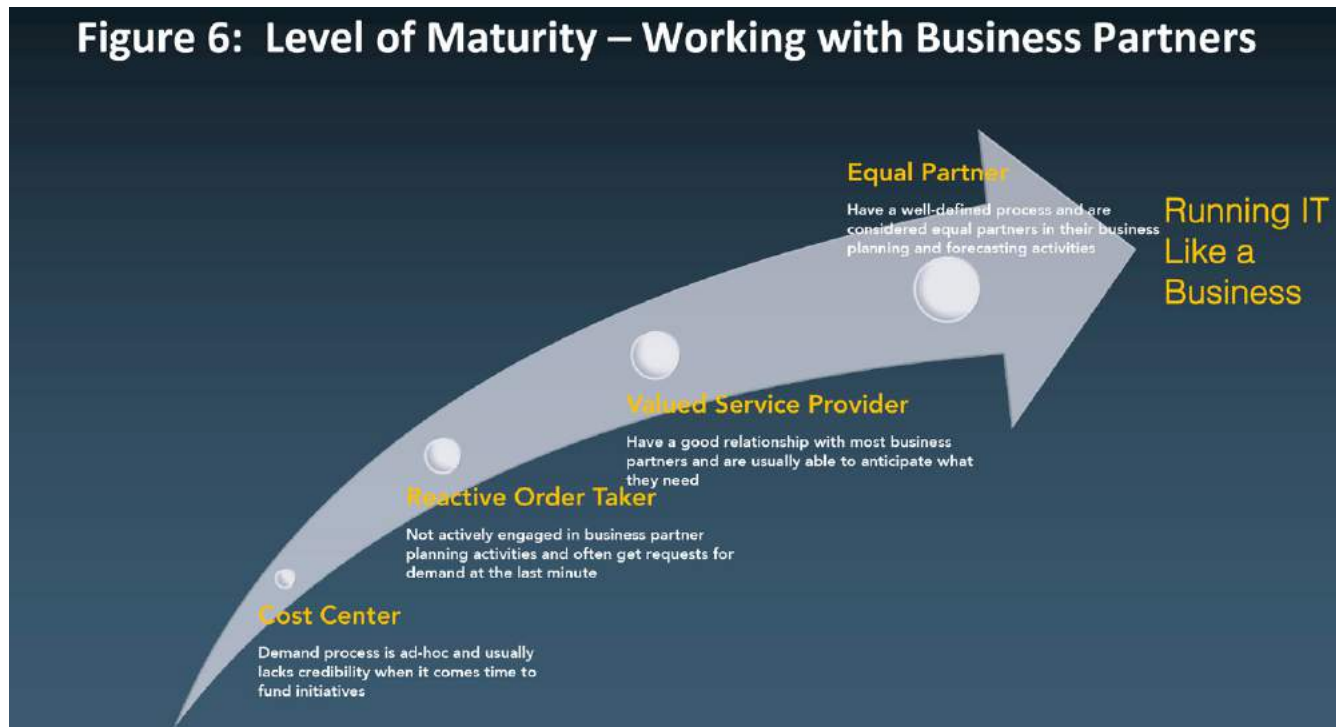 Figure 6: Level of Maturity – Working with Business Partners
Equal Partner
Have a well-defined process and are
considered equal partners in their business
planning and forecasting activities
Running IT
Like a
Business
Valued Service Provider
Have a good relationship with most business
partners and are usually able to anticipate what
they need
Reactive Order Taker
Not actively engaged in business partner
planning activities and often get requests for
demand at the last minute
Cost Center
Demand process is ad-hoc and usually
lacks credibility when it comes time to
fund initiatives